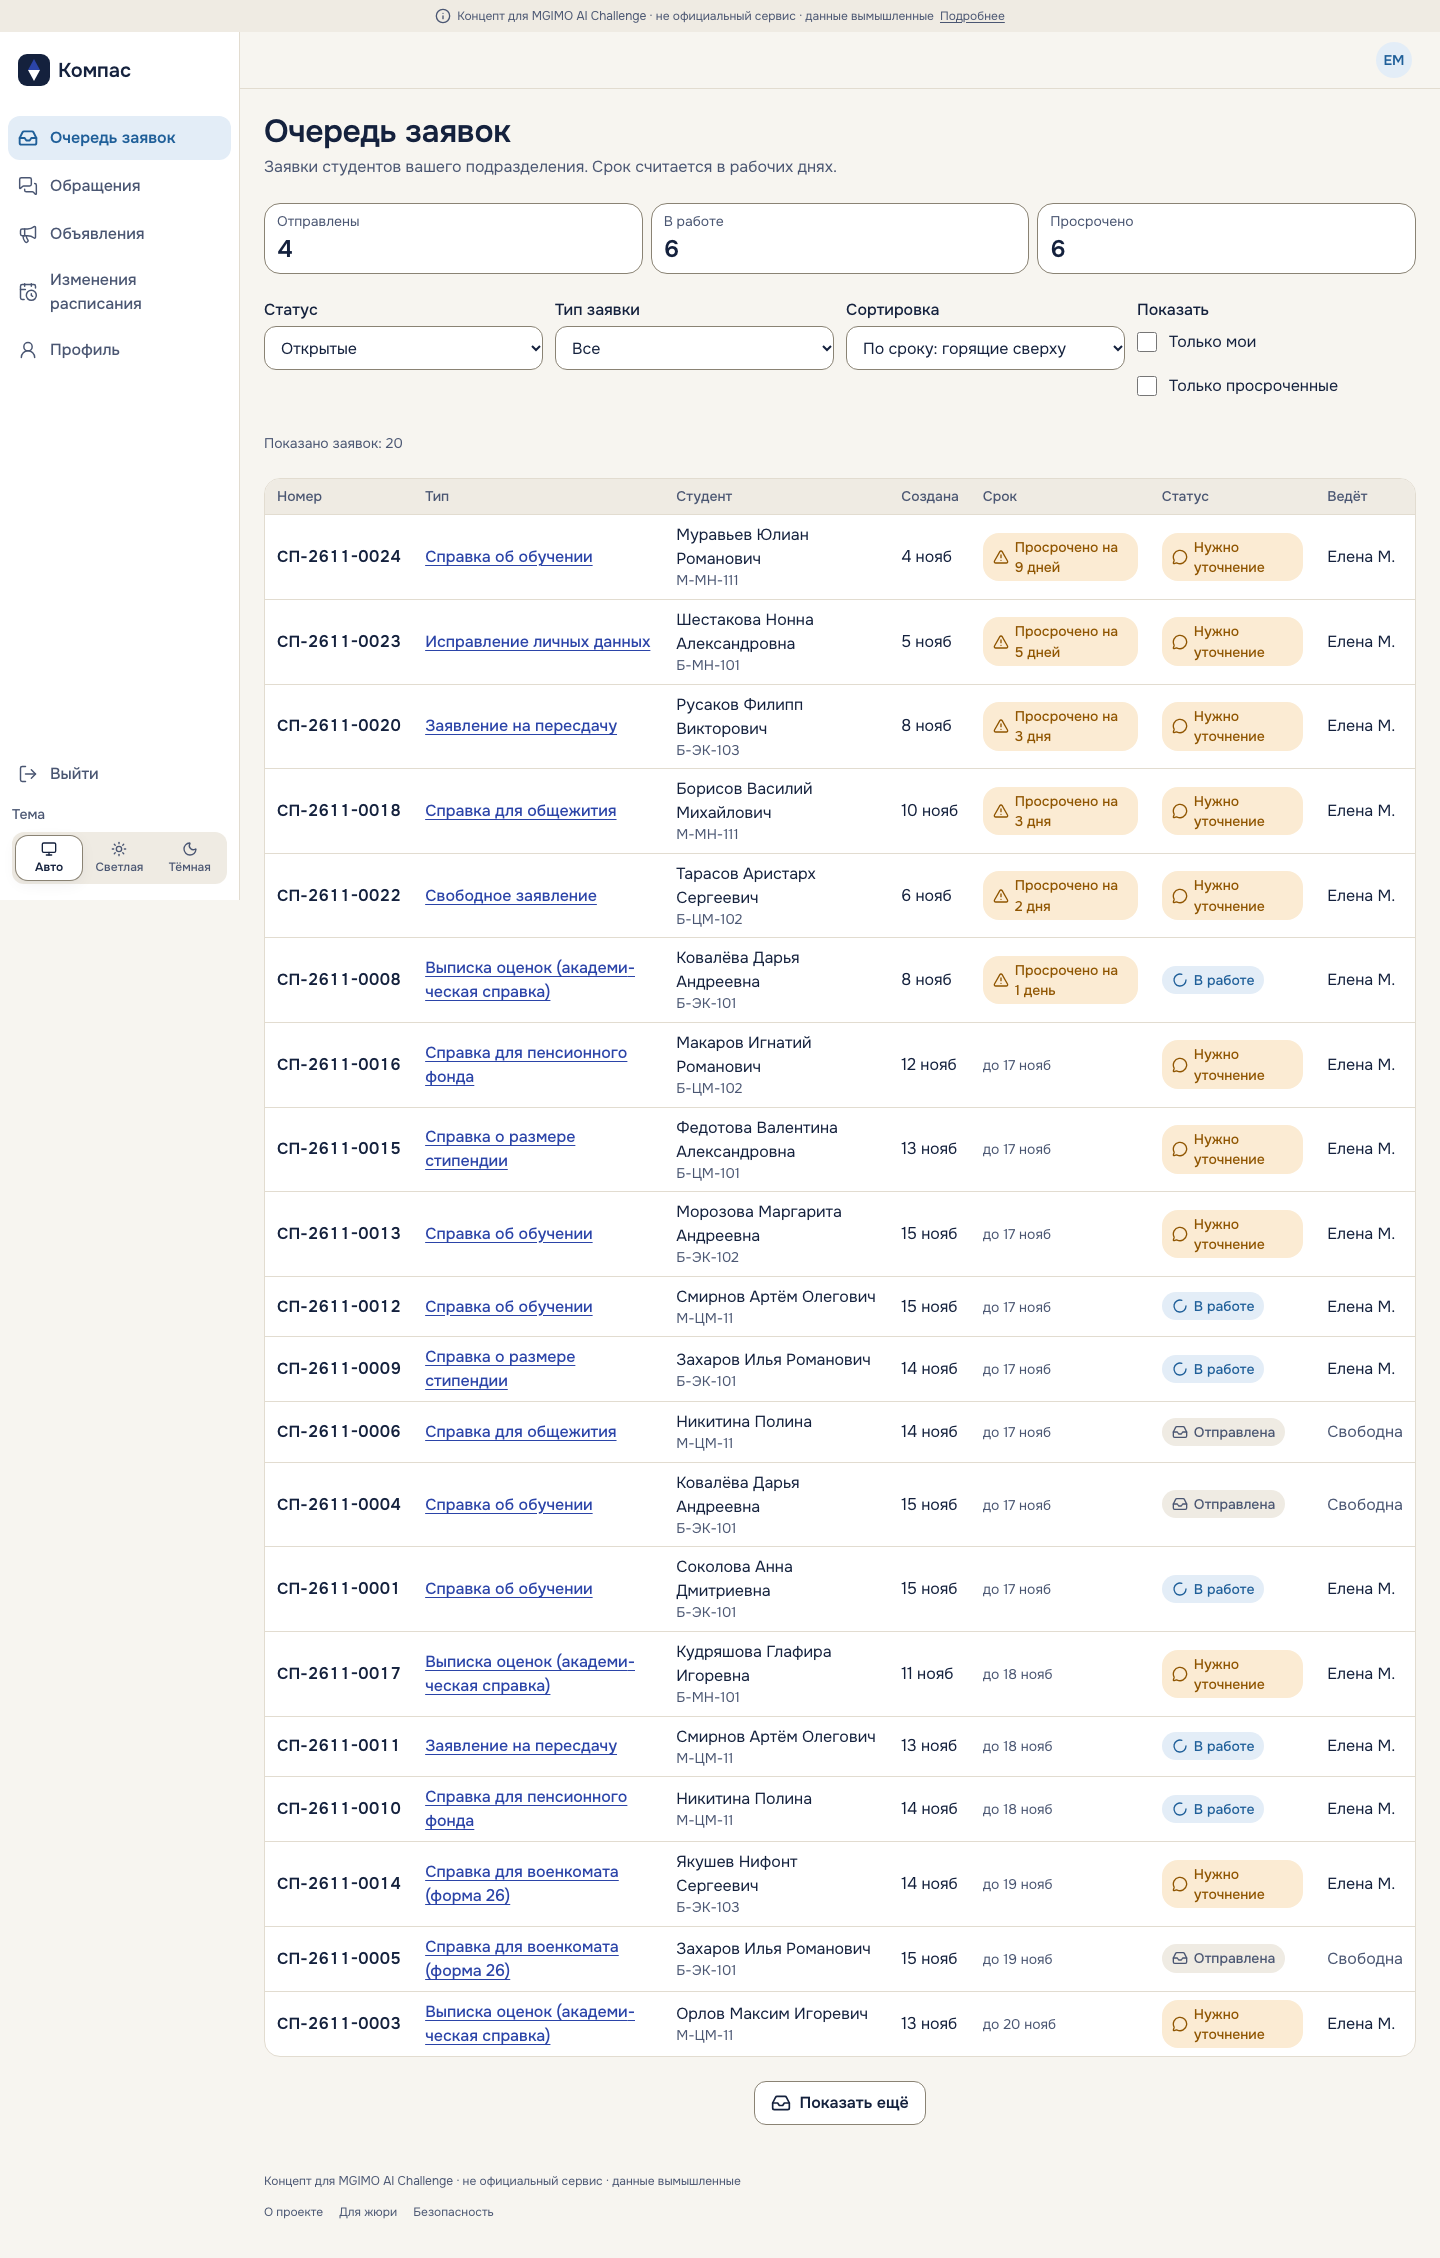 Концепт для MGIMO AI Challenge · не официальный сервис · данные вымышленные Подробнее
Компас
ЕМ
Очередь заявок
Обращения
Объявления
Изменения
расписания
Профиль
Выйти
Тема
Авто
Светлая
Тёмная
Очередь заявок
Заявки студентов вашего подразделения. Срок считается в рабочих днях.
Отправлены
4
В работе
6
Просрочено
6
Статус
Открытые
Тип заявки
Все
Сортировка
По сроку: горящие сверху
Показать
Только мои
Только просроченные
Показано заявок: 20
Номер Тип Студент Создана Срок Статус Ведёт
СП-2611-0024 Справка об обучении Муравьев Юлиан Романович М-МН-111 4 нояб Просрочено на 9 дней Нужно уточнение Елена М.
СП-2611-0023 Исправление личных данных Шестакова Нонна Александровна Б-МН-101 5 нояб Просрочено на 5 дней Нужно уточнение Елена М.
СП-2611-0020 Заявление на пересдачу Русаков Филипп Викторович Б-ЭК-103 8 нояб Просрочено на 3 дня Нужно уточнение Елена М.
СП-2611-0018 Справка для общежития Борисов Василий Михайлович М-МН-111 10 нояб Просрочено на 3 дня Нужно уточнение Елена М.
СП-2611-0022 Свободное заявление Тарасов Аристарх Сергеевич Б-ЦМ-102 6 нояб Просрочено на 2 дня Нужно уточнение Елена М.
СП-2611-0008 Выписка оценок (академи-ческая справка) Ковалёва Дарья Андреевна Б-ЭК-101 8 нояб Просрочено на 1 день В работе Елена М.
СП-2611-0016 Справка для пенсионного фонда Макаров Игнатий Романович Б-ЦМ-102 12 нояб до 17 нояб Нужно уточнение Елена М.
СП-2611-0015 Справка о размере стипендии Федотова Валентина Александровна Б-ЦМ-101 13 нояб до 17 нояб Нужно уточнение Елена М.
СП-2611-0013 Справка об обучении Морозова Маргарита Андреевна Б-ЭК-102 15 нояб до 17 нояб Нужно уточнение Елена М.
СП-2611-0012 Справка об обучении Смирнов Артём Олегович М-ЦМ-11 15 нояб до 17 нояб В работе Елена М.
СП-2611-0009 Справка о размере стипендии Захаров Илья Романович Б-ЭК-101 14 нояб до 17 нояб В работе Елена М.
СП-2611-0006 Справка для общежития Никитина Полина М-ЦМ-11 14 нояб до 17 нояб Отправлена Свободна
СП-2611-0004 Справка об обучении Ковалёва Дарья Андреевна Б-ЭК-101 15 нояб до 17 нояб Отправлена Свободна
СП-2611-0001 Справка об обучении Соколова Анна Дмитриевна Б-ЭК-101 15 нояб до 17 нояб В работе Елена М.
СП-2611-0017 Выписка оценок (академи-ческая справка) Кудряшова Глафира Игоревна Б-МН-101 11 нояб до 18 нояб Нужно уточнение Елена М.
СП-2611-0011 Заявление на пересдачу Смирнов Артём Олегович М-ЦМ-11 13 нояб до 18 нояб В работе Елена М.
СП-2611-0010 Справка для пенсионного фонда Никитина Полина М-ЦМ-11 14 нояб до 18 нояб В работе Елена М.
СП-2611-0014 Справка для военкомата (форма 26) Якушев Нифонт Сергеевич Б-ЭК-103 14 нояб до 19 нояб Нужно уточнение Елена М.
СП-2611-0005 Справка для военкомата (форма 26) Захаров Илья Романович Б-ЭК-101 15 нояб до 19 нояб Отправлена Свободна
СП-2611-0003 Выписка оценок (академи-ческая справка) Орлов Максим Игоревич М-ЦМ-11 13 нояб до 20 нояб Нужно уточнение Елена М.
Показать ещё
Концепт для MGIMO AI Challenge · не официальный сервис · данные вымышленные
О проекте Для жюри Безопасность